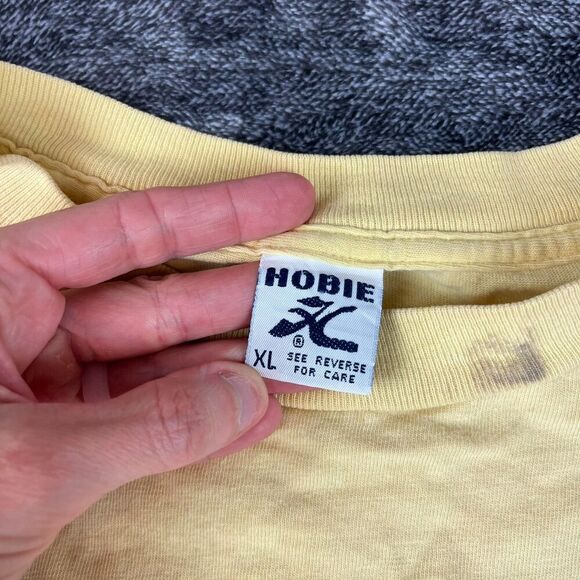 HOBIE
®
XL SEE REVERSE
FOR CARE